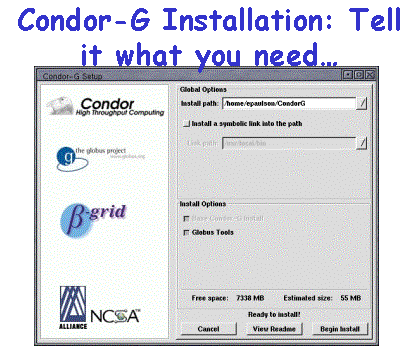 Condor-G Installation: Tell
it what you need...
Condor-G Setup
Condor
High Throughput Computing
the globus project
www.globus.org
β-grid
ALLIANCE
NCSA
Global Options
Install path: /home/epaulson/CondorG
Install a symbolic link into the path
Link path: /usr/local/bin
Install Options
Base Condor-G Install
Globus Tools
Free space: 7338 MB Estimated size: 55 MB
Ready to install!
Cancel View Readme Begin Install